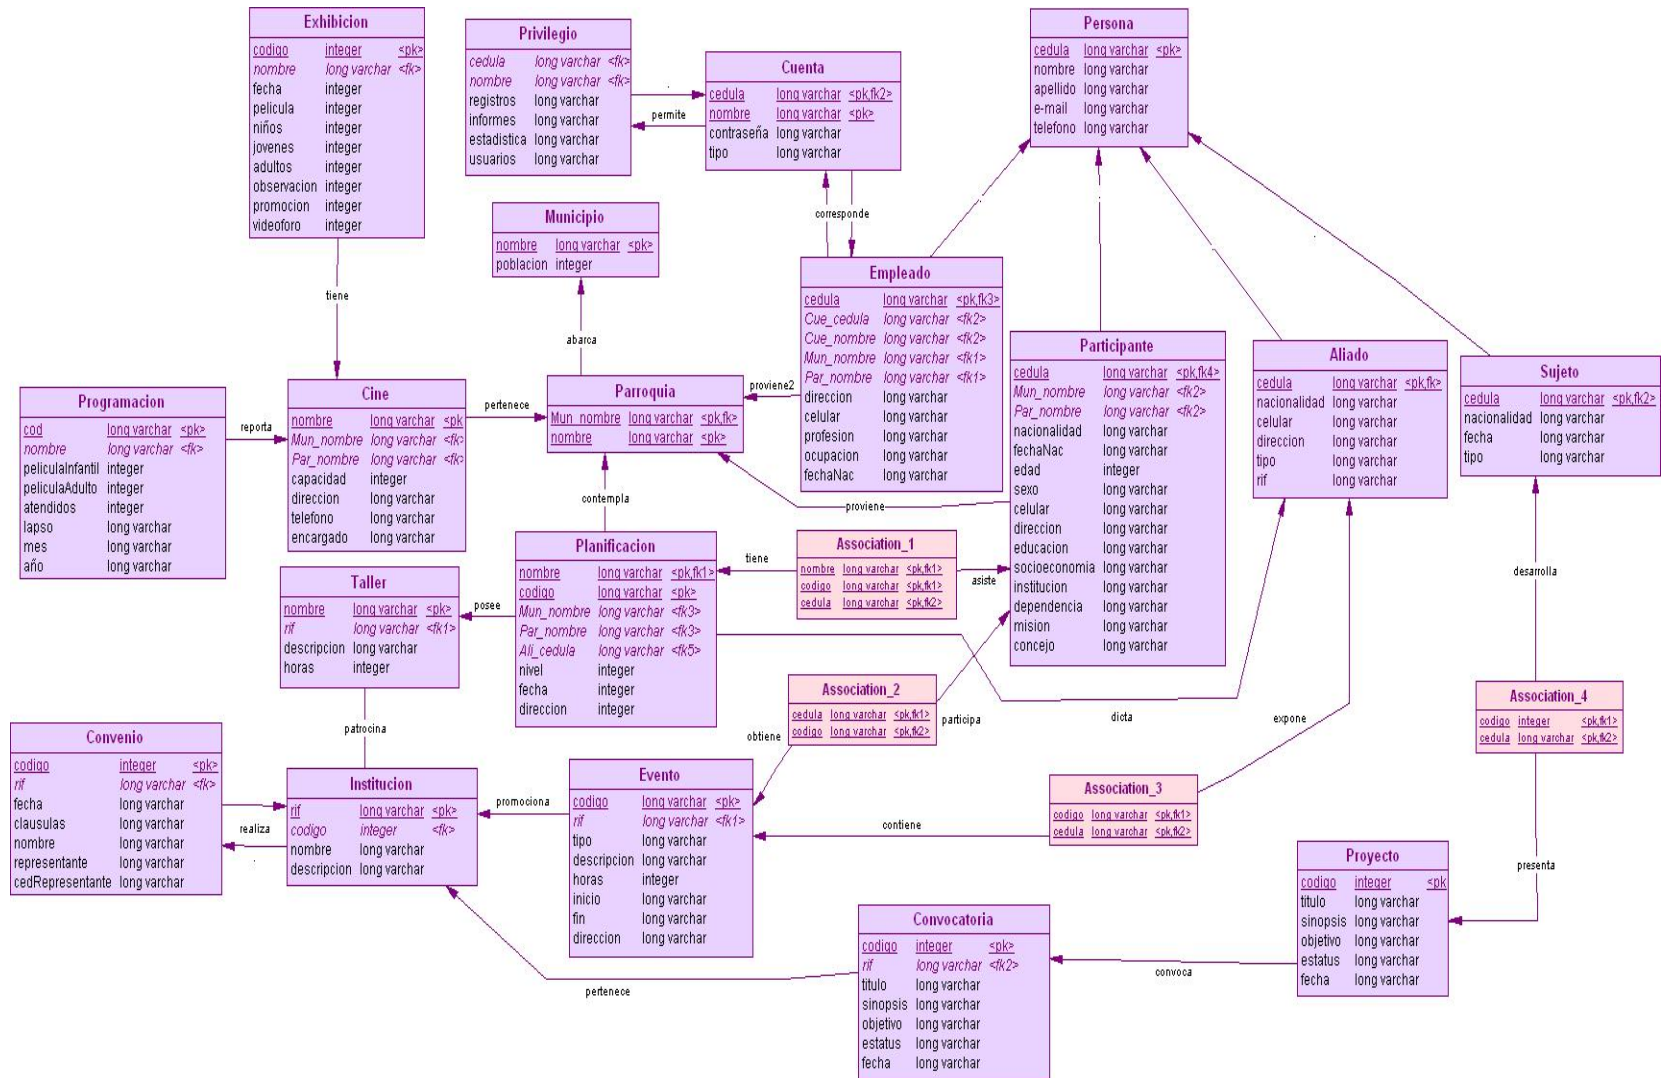 Exhibicion
codigo integer <pk>
nombre long varchar <fk>
fecha integer
pelicula integer
niños integer
jovenes integer
adultos integer
observacion integer
promocion integer
videoforo integer
Privilegio
cedula long varchar <fk>
nombre long varchar <fk>
registros long varchar
informes long varchar
estadistica long varchar
usuarios long varchar
permite
Cuenta
cedula long varchar <pk,fk2>
nombre long varchar <pk>
contraseña long varchar
tipo long varchar
Persona
cedula long varchar <pk>
nombre long varchar
apellido long varchar
e-mail long varchar
telefono long varchar
corresponde
Municipio
nombre long varchar <pk>
poblacion integer
tiene
abarca
Empleado
cedula long varchar <pk,fk3>
Cue_cedula long varchar <fk2>
Cue_nombre long varchar <fk2>
Mun_nombre long varchar <fk1>
Par_nombre long varchar <fk1>
direccion long varchar
celular long varchar
profesion long varchar
ocupacion long varchar
fechaNac long varchar
Participante
cedula long varchar <pk,fk4>
Mun_nombre long varchar <fk2>
Par_nombre long varchar <fk2>
nacionalidad long varchar
fechaNac long varchar
edad integer
sexo long varchar
celular long varchar
direccion long varchar
educacion long varchar
socioeconomia long varchar
institucion long varchar
dependencia long varchar
mision long varchar
concejo long varchar
Aliado
cedula long varchar <pk,fk>
nacionalidad long varchar
celular long varchar
direccion long varchar
tipo long varchar
rif long varchar
Sujeto
cedula long varchar <pk,fk2>
nacionalidad long varchar
fecha long varchar
tipo long varchar
Programacion
cod long varchar <pk>
nombre long varchar <fk>
peliculaInfantil integer
peliculaAdulto integer
atendidos integer
lapso long varchar
mes long varchar
año long varchar
reporta
Cine
nombre long varchar <pk
Mun_nombre long varchar <fk>
Par_nombre long varchar <fk>
capacidad integer
direccion long varchar
telefono long varchar
encargado long varchar
pertenece
Parroquia
Mun_nombre long varchar <pk,fk>
nombre long varchar <pk>
proviene2
proviene
contempla
Planificacion
nombre long varchar <pk,fk1>
codigo long varchar <pk>
Mun_nombre long varchar <fk3>
Par_nombre long varchar <fk3>
Ali_cedula long varchar <fk5>
nivel integer
fecha integer
direccion integer
tiene
Association_1
nombre long varchar <pk,fk1>
codigo long varchar <pk,fk1>
cedula long varchar <pk,fk2>
asiste
desarrolla
Taller
nombre long varchar <pk>
rif long varchar <fk1>
descripcion long varchar
horas integer
posee
patrocina
Association_2
cedula long varchar <pk,fk1>
codigo long varchar <pk,fk2>
participa
obtiene
dicta
expone
Association_4
codigo integer <pk,fk1>
cedula long varchar <pk,fk2>
Convenio
codigo integer <pk>
rif long varchar <fk>
fecha long varchar
clausulas long varchar
nombre long varchar
representante long varchar
cedRepresentante long varchar
realiza
Institucion
rif long varchar <pk>
codigo integer <fk>
nombre long varchar
descripcion long varchar
promociona
Evento
codigo long varchar <pk>
rif long varchar <fk1>
tipo long varchar
descripcion long varchar
horas integer
inicio long varchar
fin long varchar
direccion long varchar
contiene
Association_3
codigo long varchar <pk,fk1>
cedula long varchar <pk,fk2>
presenta
Proyecto
codigo integer <pk
titulo long varchar
sinopsis long varchar
objetivo long varchar
estatus long varchar
fecha long varchar
convoca
Convocatoria
codigo integer <pk>
rif long varchar <fk2>
titulo long varchar
sinopsis long varchar
objetivo long varchar
estatus long varchar
fecha long varchar
pertenece